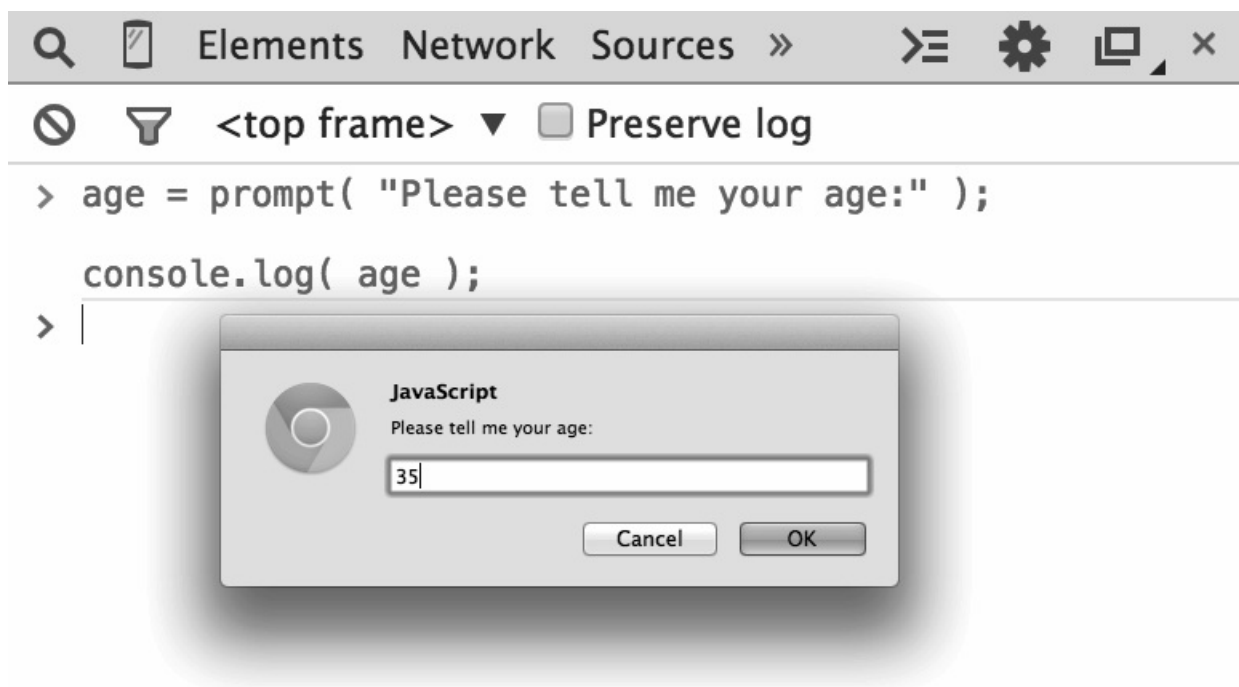 Elements Network Sources »
<top frame> ▼ Preserve log
> age = prompt( "Please tell me your age:" );
console.log( age );
>
JavaScript
Please tell me your age:
35
Cancel OK